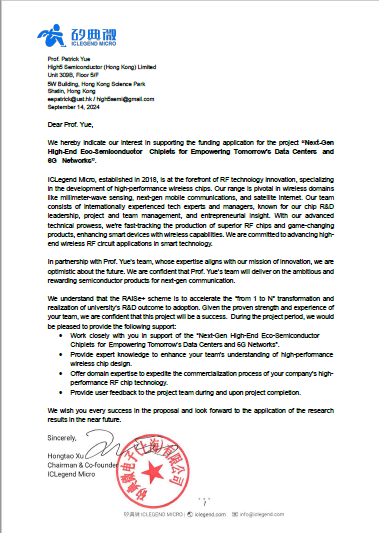 矽典微
ICLEGEND MICRO
Prof. Patrick Yue
High5 Semiconductor (Hong Kong) Limited
Unit 309B, Floor 5/F
5W Building, Hong Kong Science Park
Shatin, Hong Kong
eepatrick@ust.hk / high5semi@gmail.com
September 14, 2024
Dear Prof. Yue,
We hereby indicate our interest in supporting the funding application for the project "Next-Gen
High-End Eco-Semiconductor Chiplets for Empowering Tomorrow's Data Centers and
6G Networks".
ICLegend Micro, established in 2018, is at the forefront of RF technology innovation, specializing
in the development of high-performance wireless chips. Our range is pivotal in wireless domains
like millimeter-wave sensing, next-gen mobile communications, and satellite internet. Our team
consists of internationally experienced tech experts and managers, known for our chip R&D
leadership, project and team management, and entrepreneurial insight. With our advanced
technical prowess, we're fast-tracking the production of superior RF chips and game-changing
products, enhancing smart devices with wireless capabilities. We are committed to advancing high-
end wireless RF circuit applications in smart technology.
In partnership with Prof. Yue's team, whose expertise aligns with our mission of innovation, we are
optimistic about the future. We are confident that Prof. Yue's team will deliver on the ambitious and
rewarding semiconductor products for next-gen communication.
We understand that the RAISe+ scheme is to accelerate the "from 1 to N" transformation and
realization of university's R&D outcome to adoption. Given the proven strength and experience of
your team, we are confident that this project will be a success. During the project period, we would
be pleased to provide the following support:
• Work closely with you in support of the "Next-Gen High-End Eco-Semiconductor
Chiplets for Empowering Tomorrow's Data Centers and 6G Networks".
• Provide expert knowledge to enhance your team's understanding of high-performance
wireless chip design.
• Offer domain expertise to expedite the commercialization process of your company's high-
performance RF chip technology.
• Provide user feedback to the project team during and upon project completion.
We wish you every success in the proposal and look forward to the application of the research
results in the near future.
Sincerely,
Hongtao Xu
Chairman & Co-founder
ICLegend Micro
矽典微电子(上海)有限公司
矽典微 ICLEGEND MICRO | iclegend.com info@iclegend.com